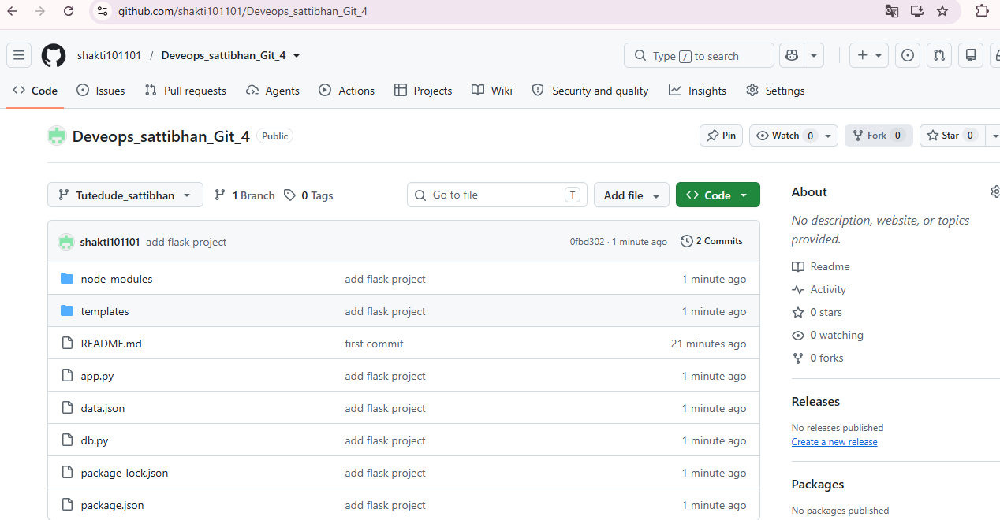 github.com/shakti101101/Deveops_sattibhan_Git_4
shakti101101 / Deveops_sattibhan_Git_4
Type / to search
Code Issues Pull requests Agents Actions Projects Wiki Security and quality Insights Settings
Deveops_sattibhan_Git_4 Public
Pin Watch 0 Fork 0 Star 0
Tutedude_sattibhan 1 Branch 0 Tags Go to file T Add file Code
shakti101101 add flask project 0fbd302 · 1 minute ago 2 Commits
node_modules add flask project 1 minute ago
templates add flask project 1 minute ago
README.md first commit 21 minutes ago
app.py add flask project 1 minute ago
data.json add flask project 1 minute ago
db.py add flask project 1 minute ago
package-lock.json add flask project 1 minute ago
package.json add flask project 1 minute ago
About
No description, website, or topics
provided.
Readme
Activity
0 stars
0 watching
0 forks
Releases
No releases published
Create a new release
Packages
No packages published